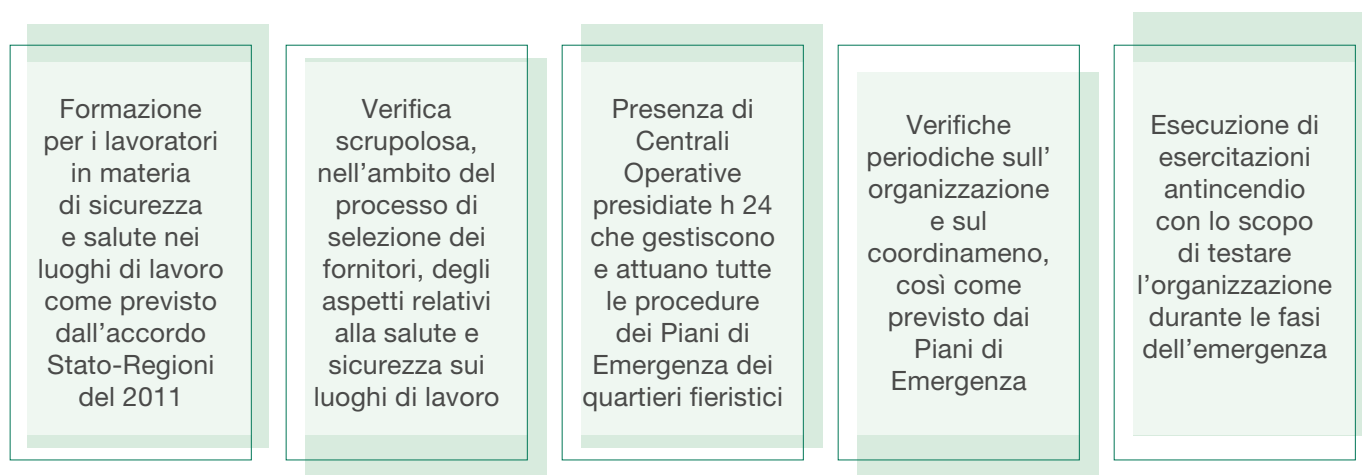 Formazione
per i lavoratori
in materia
di sicurezza
e salute nei
luoghi di lavoro
come previsto
dall’accordo
Stato-Regioni
del 2011
Verifica
scrupolosa,
nell’ambito del
processo di
selezione dei
fornitori, degli
aspetti relativi
alla salute e
sicurezza sui
luoghi di lavoro
Presenza di
Centrali
Operative
presidiate h 24
che gestiscono
e attuano tutte
le procedure
dei Piani di
Emergenza dei
quartieri fieristici
Verifiche
periodiche sull’
organizzazione
e sul
coordinameno,
così come
previsto dai
Piani di
Emergenza
Esecuzione di
esercitazioni
antincendio
con lo scopo
di testare
l’organizzazione
durante le fasi
dell’emergenza